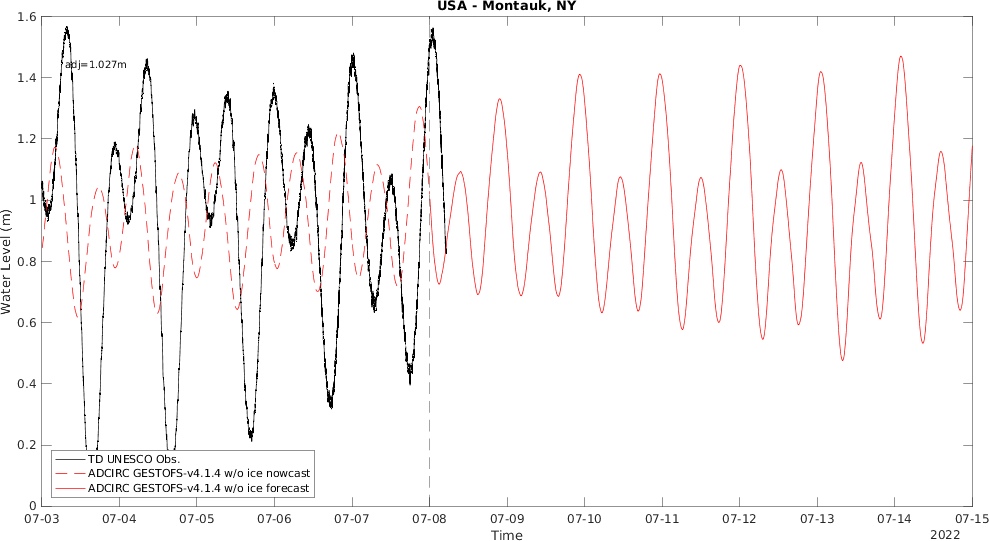 USA - Montauk, NY
1.6
1.4
1.2
1
0.8
0.6
0.4
0.2
0
Water Level (m)
adj=1.027m
TD UNESCO Obs.
ADCIRC GESTOFS-v4.1.4 w/o ice nowcast
ADCIRC GESTOFS-v4.1.4 w/o ice forecast
07-03 07-04 07-05 07-06 07-07 07-08 07-09 07-10 07-11 07-12 07-13 07-14 07-15
Time
2022